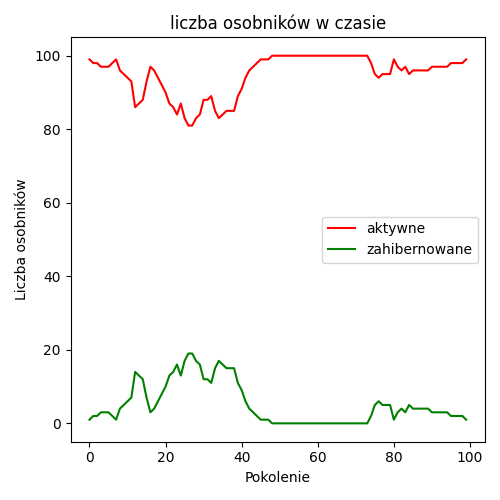 liczba osobników w czasie
Liczba osobników
100
80
60
40
20
0
aktywne
zahibernowane
0 20 40 60 80 100
Pokolenie